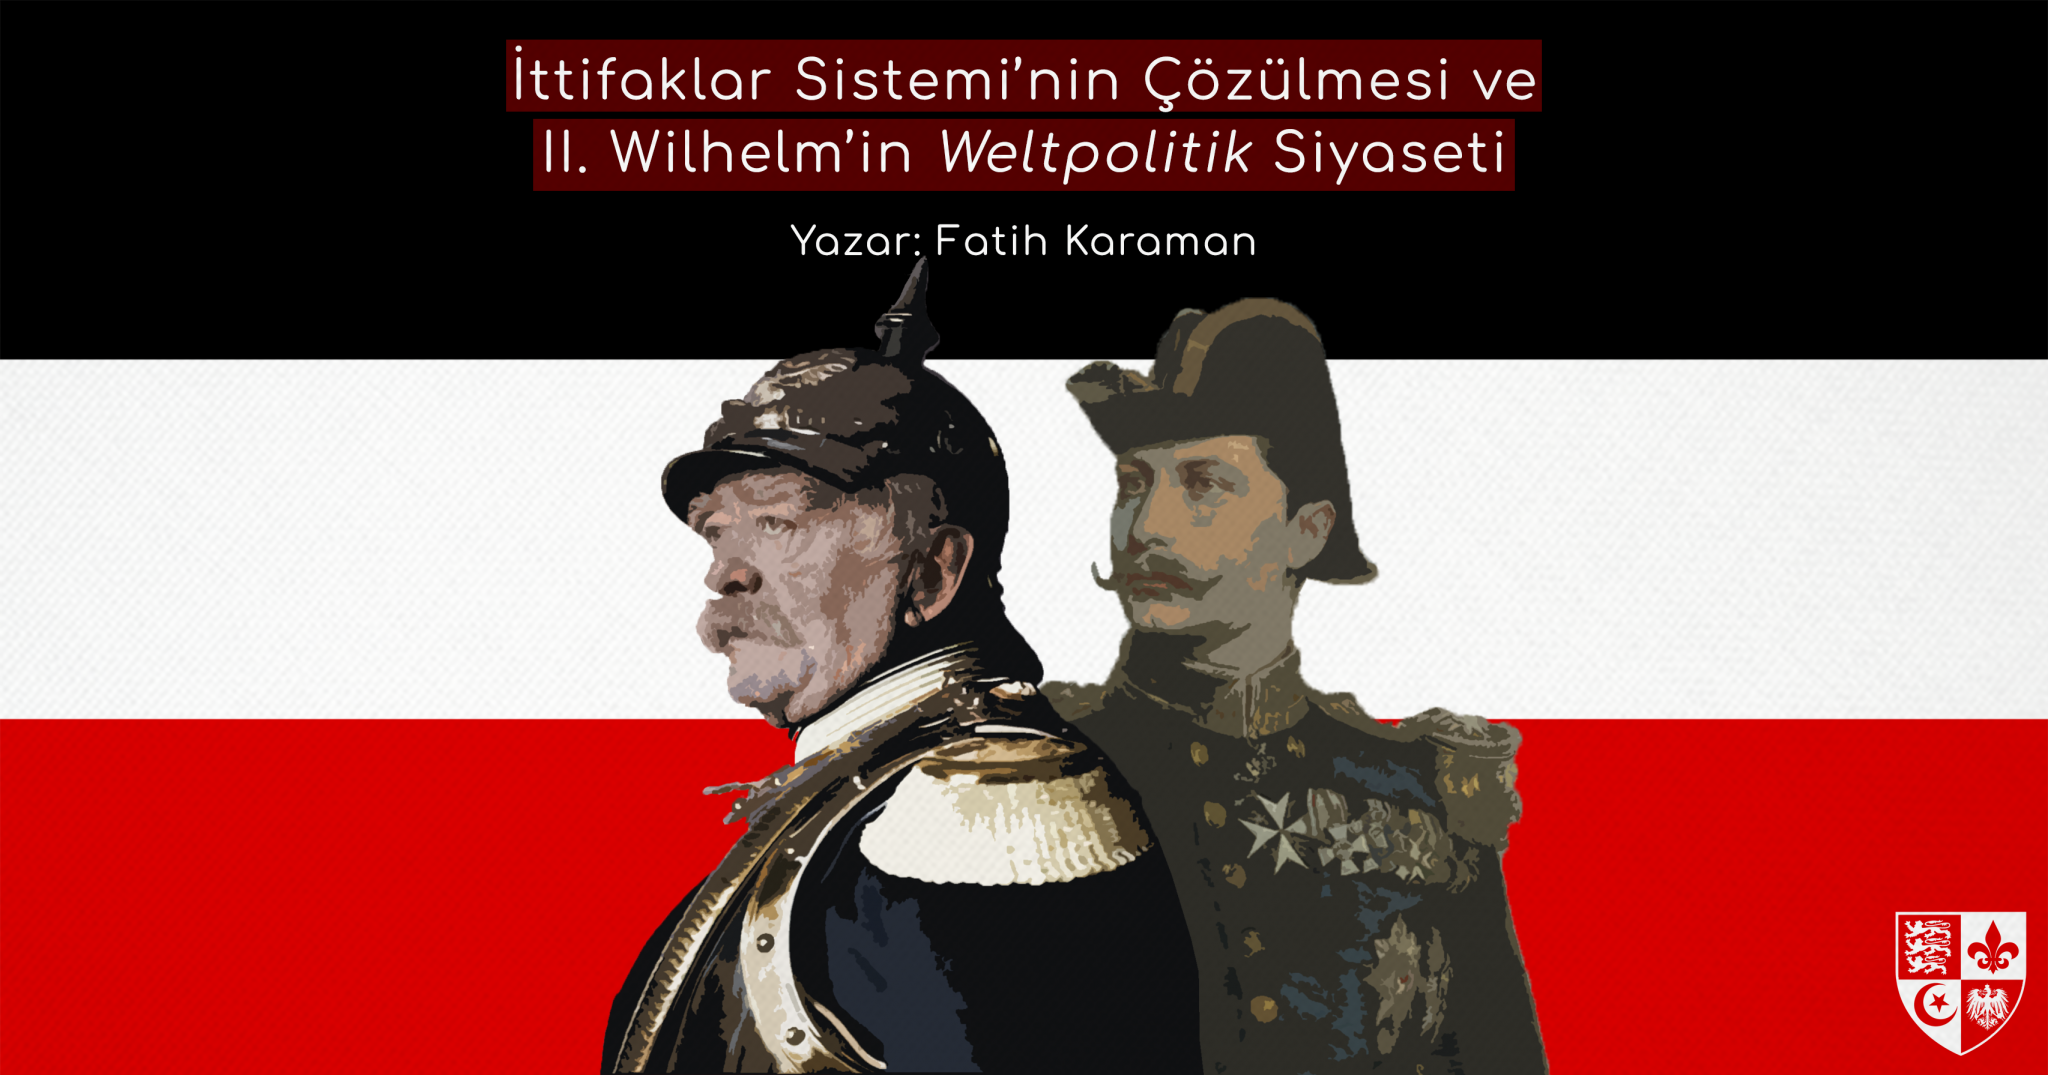 İttifaklar Sistemi’nin Çözülmesi ve
II. Wilhelm’in Weltpolitik Siyaseti
Yazar: Fatih Karaman